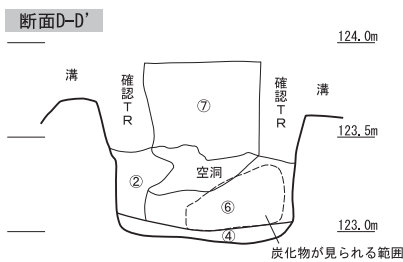 断面D-D'
124.0m
溝
確認TR
⑦
確認TR
溝
123.5m
空洞
②
⑥
123.0m
④
炭化物が見られる範囲